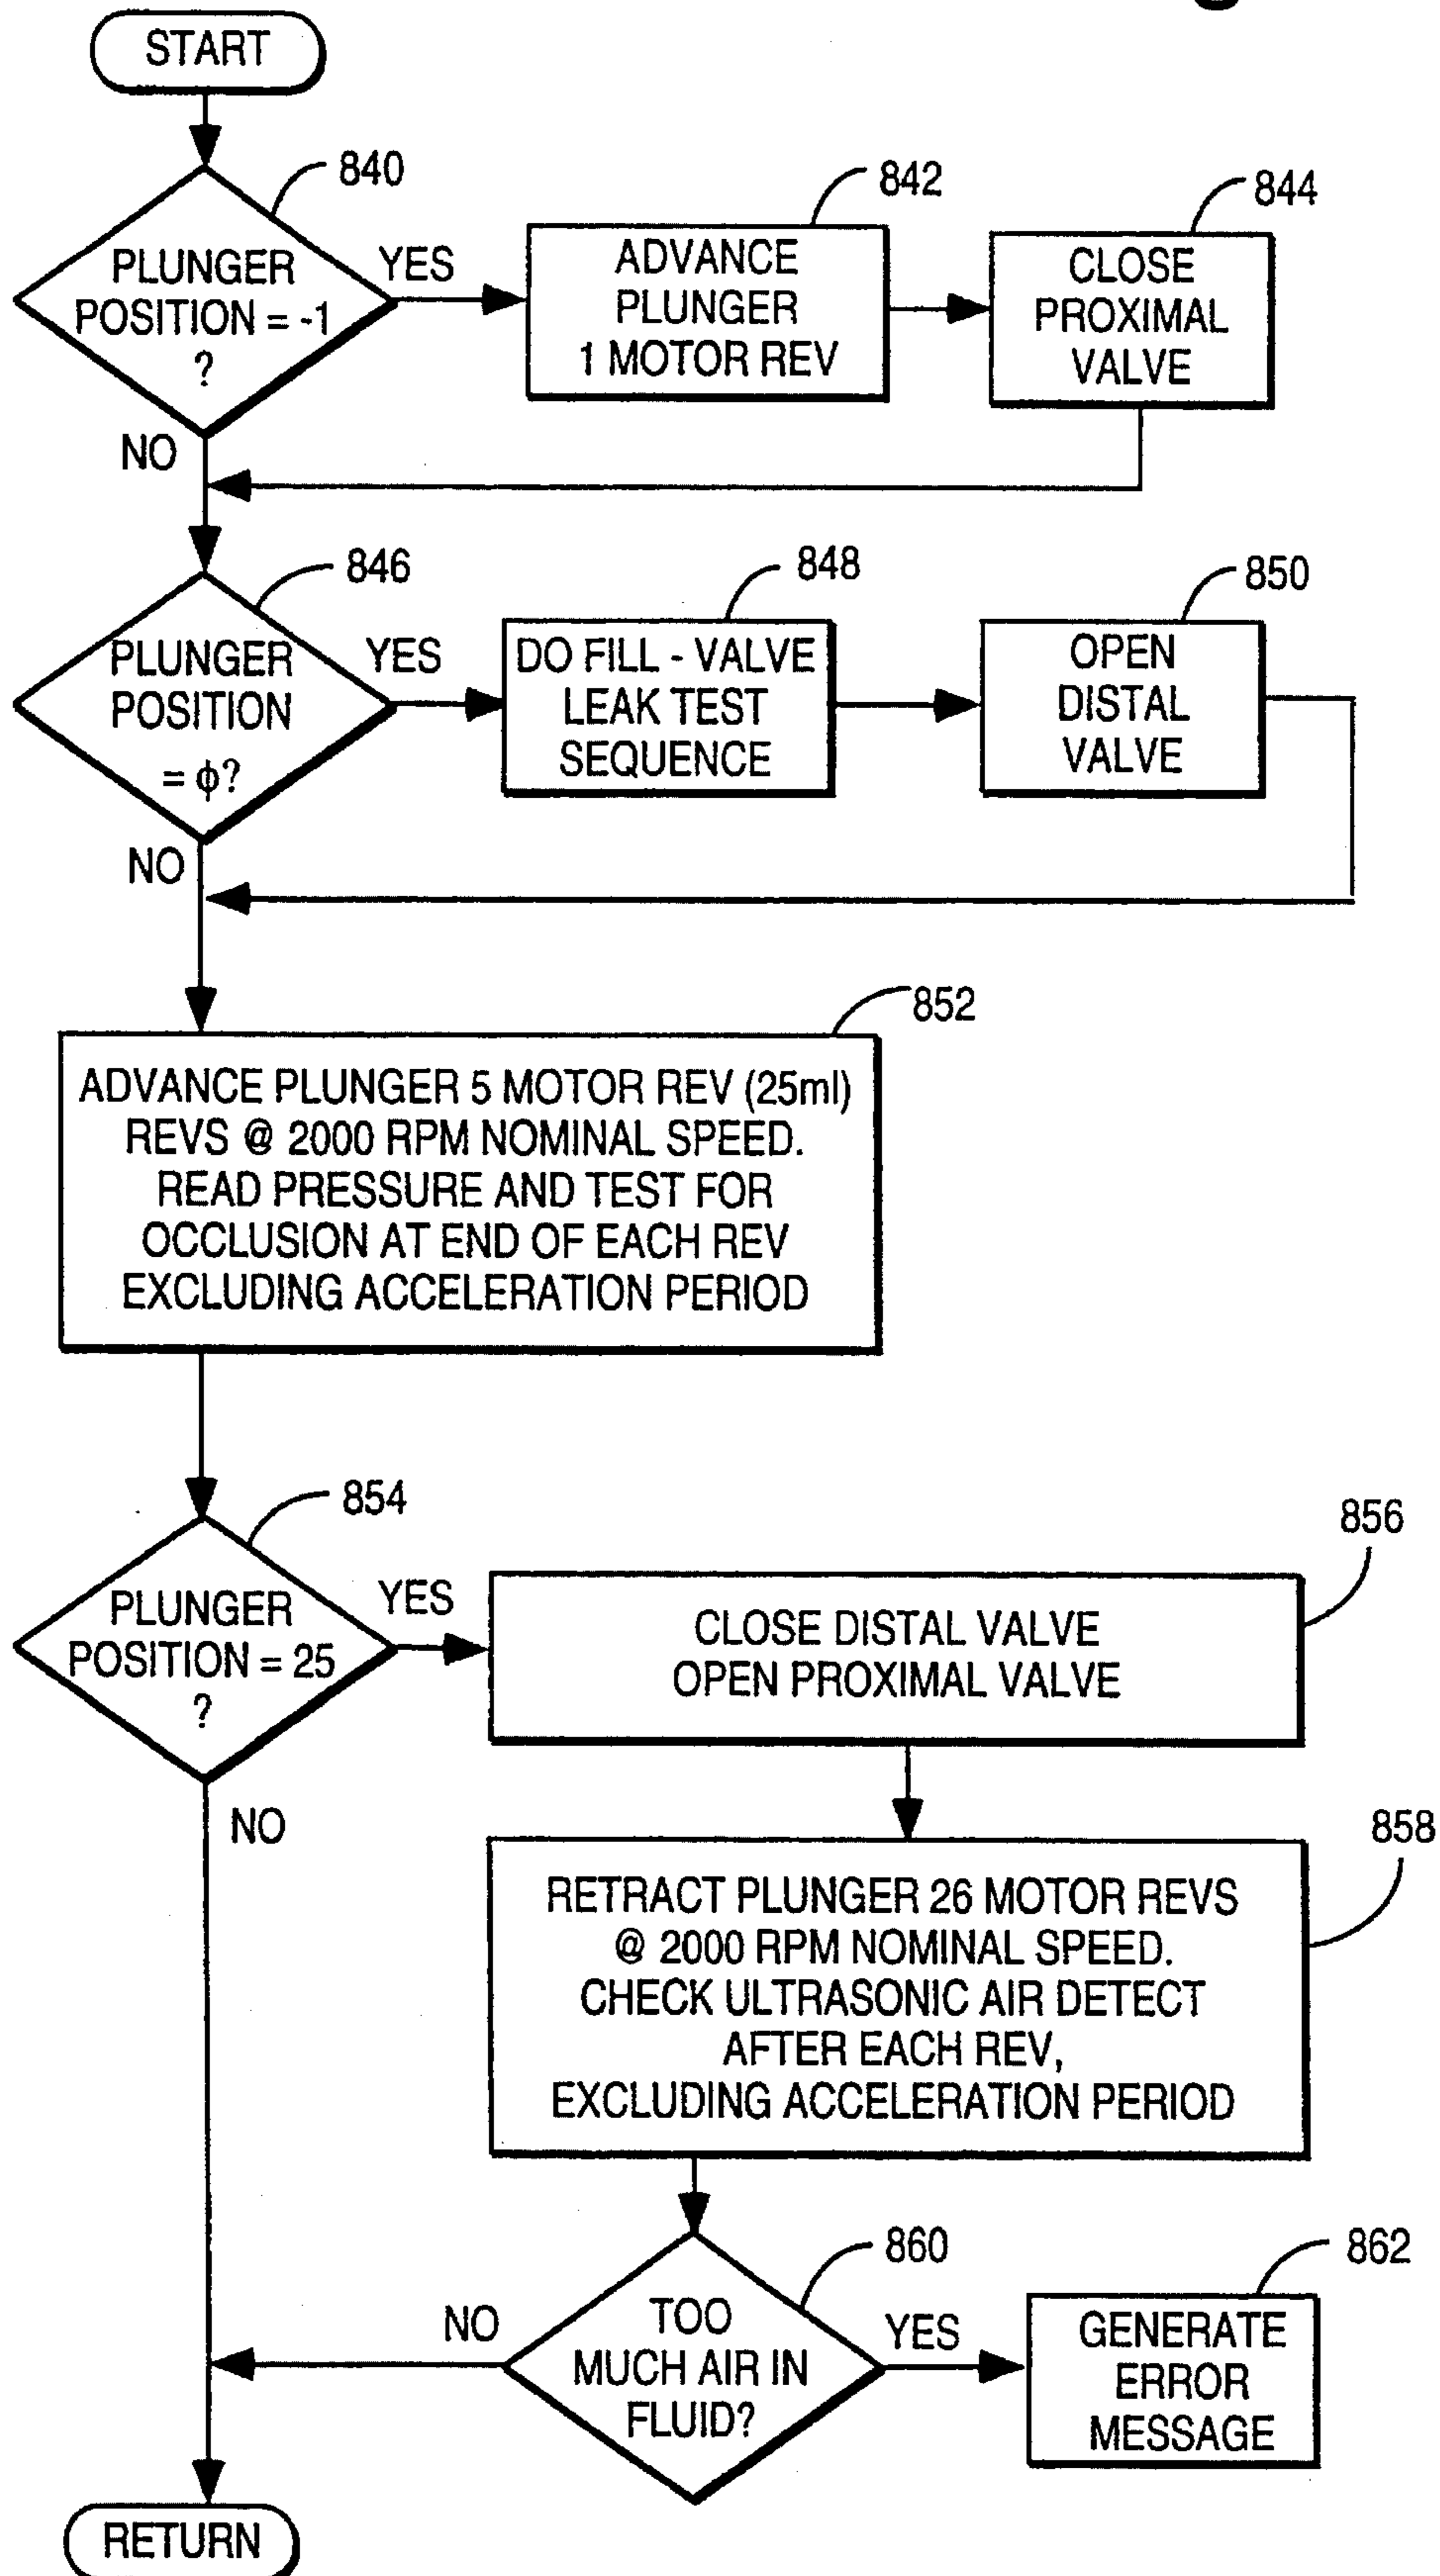 START
840
PLUNGER
POSITION = -1
?
YES
NO
842
ADVANCE
PLUNGER
1 MOTOR REV
844
CLOSE
PROXIMAL
VALVE
846
PLUNGER
POSITION
= ϕ?
YES
NO
848
DO FILL - VALVE
LEAK TEST
SEQUENCE
850
OPEN
DISTAL
VALVE
852
ADVANCE PLUNGER 5 MOTOR REV (25ml)
REVS @ 2000 RPM NOMINAL SPEED.
READ PRESSURE AND TEST FOR
OCCLUSION AT END OF EACH REV
EXCLUDING ACCELERATION PERIOD
854
PLUNGER
POSITION = 25
?
YES
NO
856
CLOSE DISTAL VALVE
OPEN PROXIMAL VALVE
858
RETRACT PLUNGER 26 MOTOR REVS
@ 2000 RPM NOMINAL SPEED.
CHECK ULTRASONIC AIR DETECT
AFTER EACH REV,
EXCLUDING ACCELERATION PERIOD
860
TOO
MUCH AIR IN
FLUID?
NO
YES
862
GENERATE
ERROR
MESSAGE
RETURN